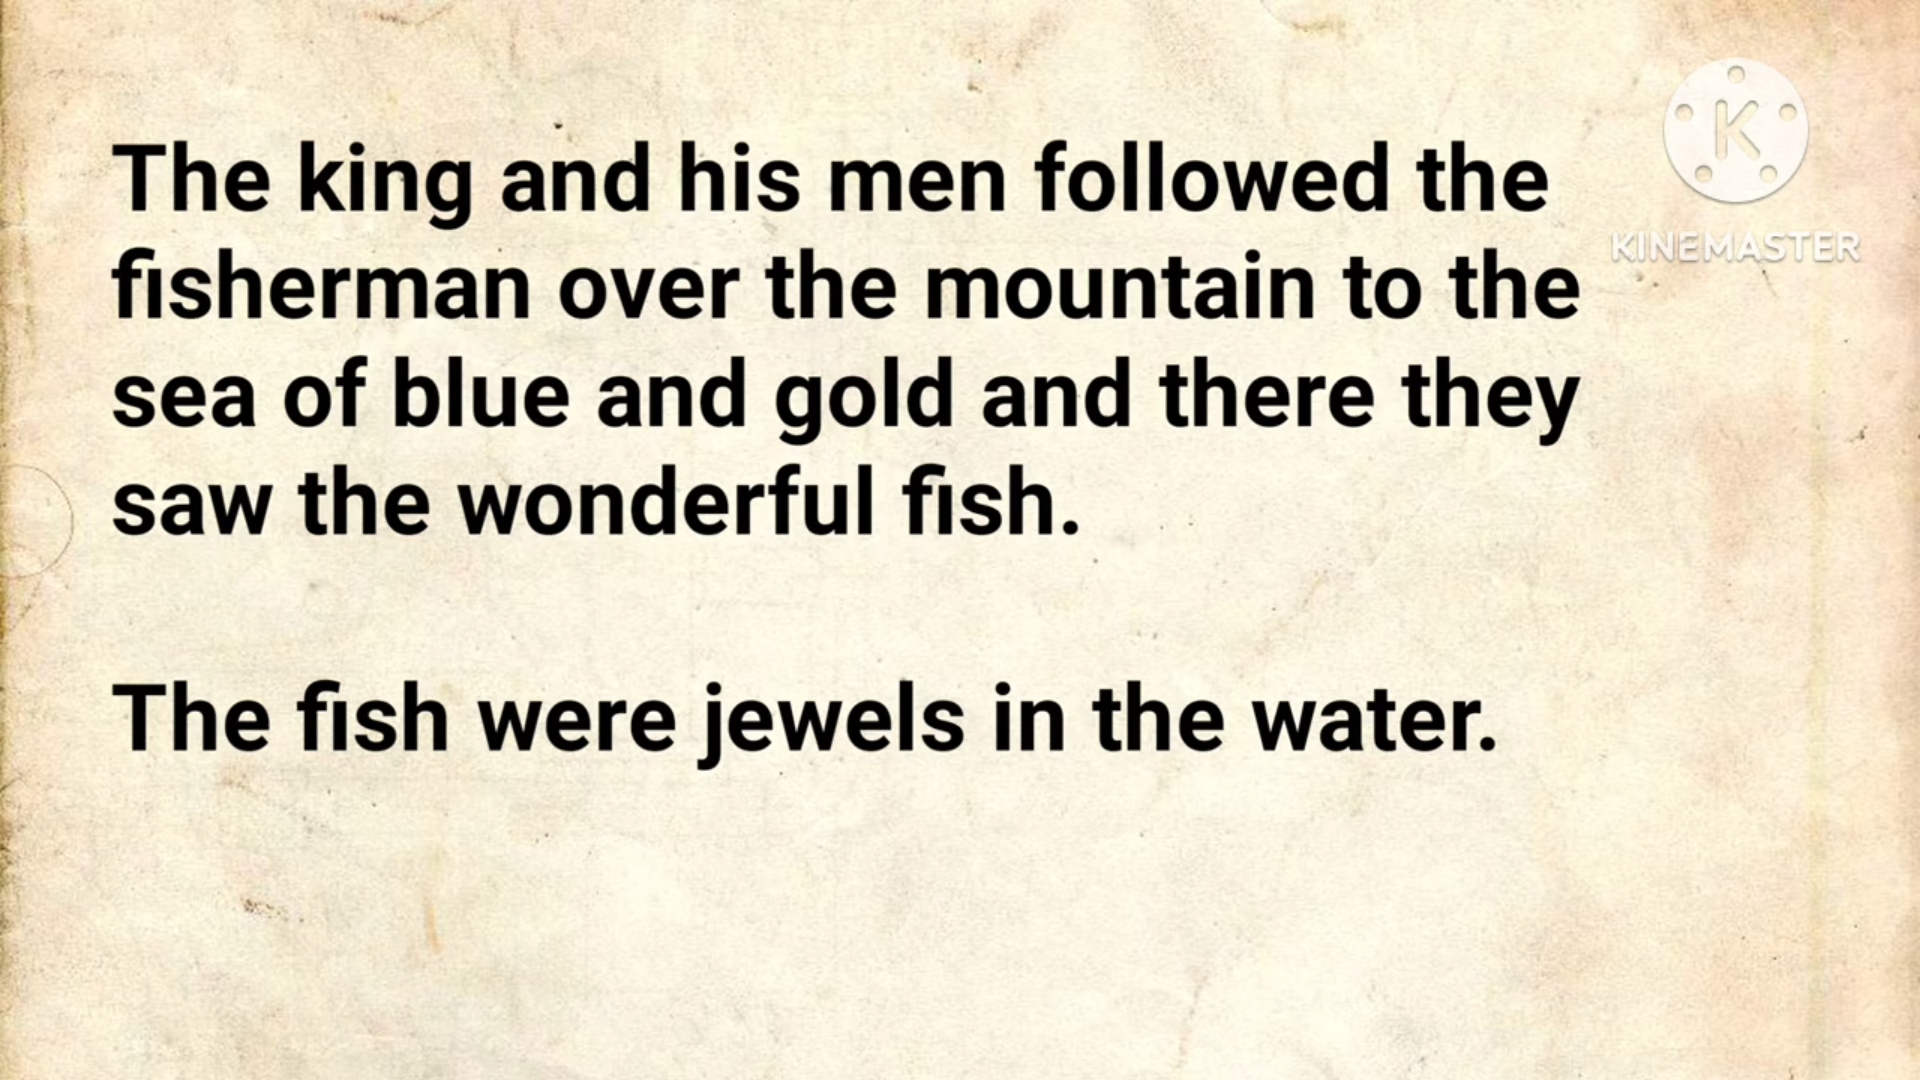 The king and his men followed the
fisherman over the mountain to the
sea of blue and gold and there they
saw the wonderful fish.
The fish were jewels in the water.
K
KINEMASTER